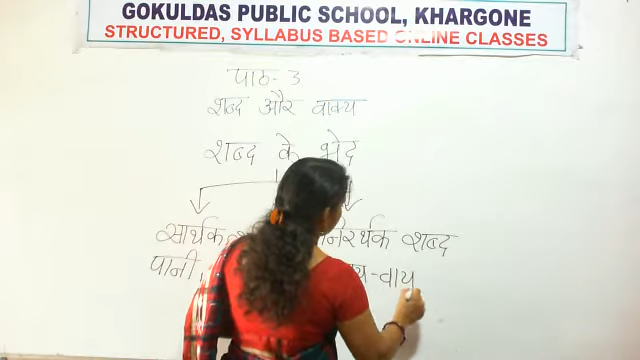 GOKULDAS PUBLIC SCHOOL, KHARGONE
STRUCTURED, SYLLABUS BASED ONLINE CLASSES
पाठ- 3
शब्द और वाक्य
शब्द के भेद
सार्थक निरर्थक शब्द
पानी, वाय